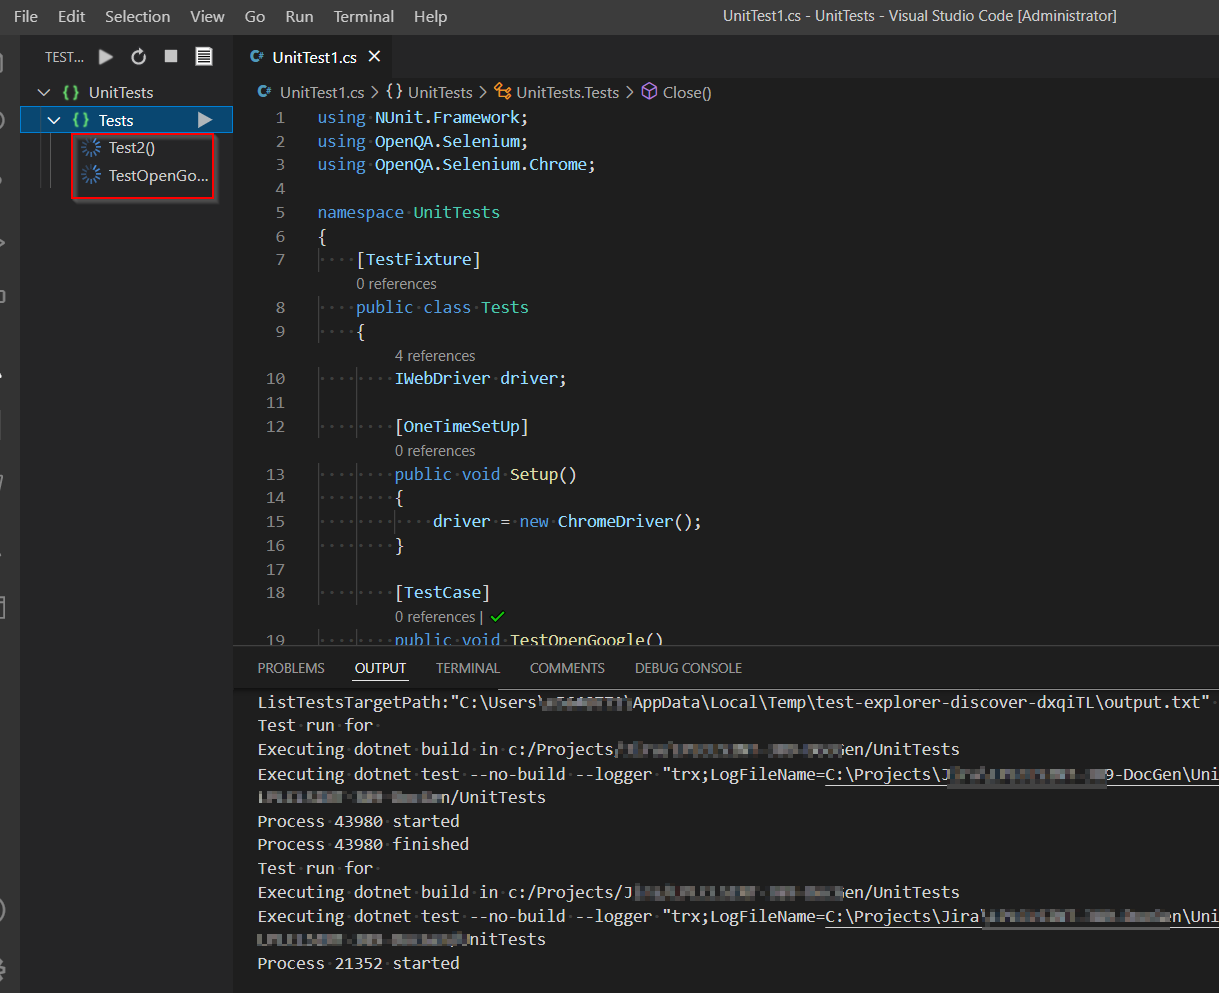 File Edit Selection View Go Run Terminal Help UnitTest1.cs - UnitTests - Visual Studio Code [Administrator]
TEST...
UnitTests
Tests
Test2()
TestOpenGo...
UnitTest1.cs
UnitTest1.cs > {} UnitTests > UnitTests.Tests > Close()
1 using NUnit.Framework;
2 using OpenQA.Selenium;
3 using OpenQA.Selenium.Chrome;
4
5 namespace UnitTests
6 {
7 [TestFixture]
0 references
8 public class Tests
9 {
4 references
10 IWebDriver driver;
11
12 [OneTimeSetUp]
0 references
13 public void Setup()
14 {
15 driver = new ChromeDriver();
16 }
17
18 [TestCase]
0 references |
19 public void TestOpenGoogle()
PROBLEMS OUTPUT TERMINAL COMMENTS DEBUG CONSOLE
ListTestsTargetPath:"C:\Users\ \AppData\Local\Temp\test-explorer-discover-dxqiTL\output.txt"
Test run for
Executing dotnet build in c:/Projects/ en/UnitTests
Executing dotnet test --no-build --logger "trx;LogFileName=C:\Projects\J 9-DocGen\Uni
/UnitTests
Process 43980 started
Process 43980 finished
Test run for
Executing dotnet build in c:/Projects/J en/UnitTests
Executing dotnet test --no-build --logger "trx;LogFileName=C:\Projects\Jira\ n\Uni
UnitTests
Process 21352 started